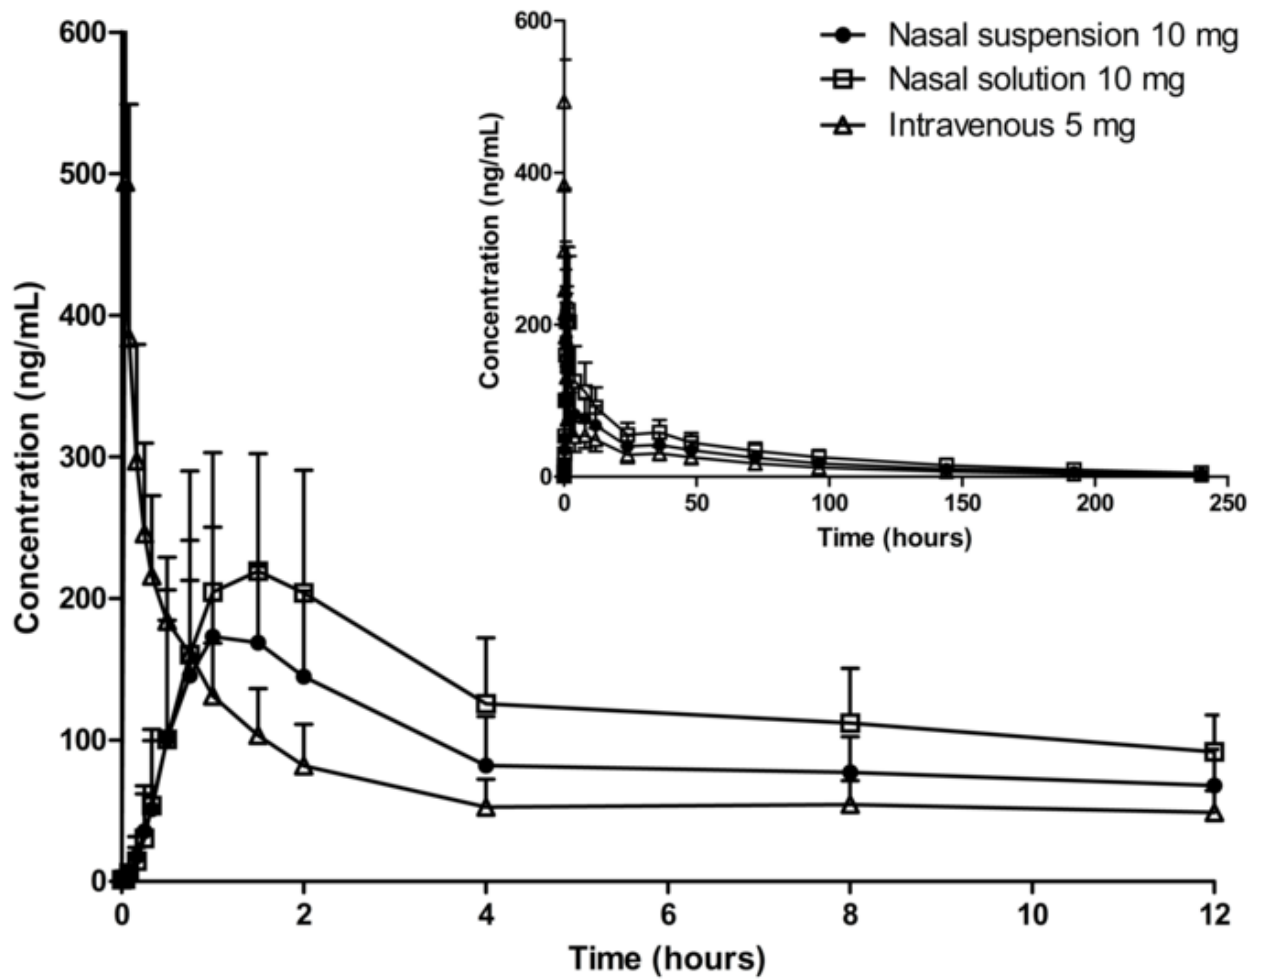 600
500
400
300
200
100
0
0 2 4 6 8 10 12
Time (hours)
Concentration (ng/mL)
600
400
200
0
0 50 100 150 200 250
Time (hours)
Concentration (ng/mL)
Nasal suspension 10 mg
Nasal solution 10 mg
Intravenous 5 mg